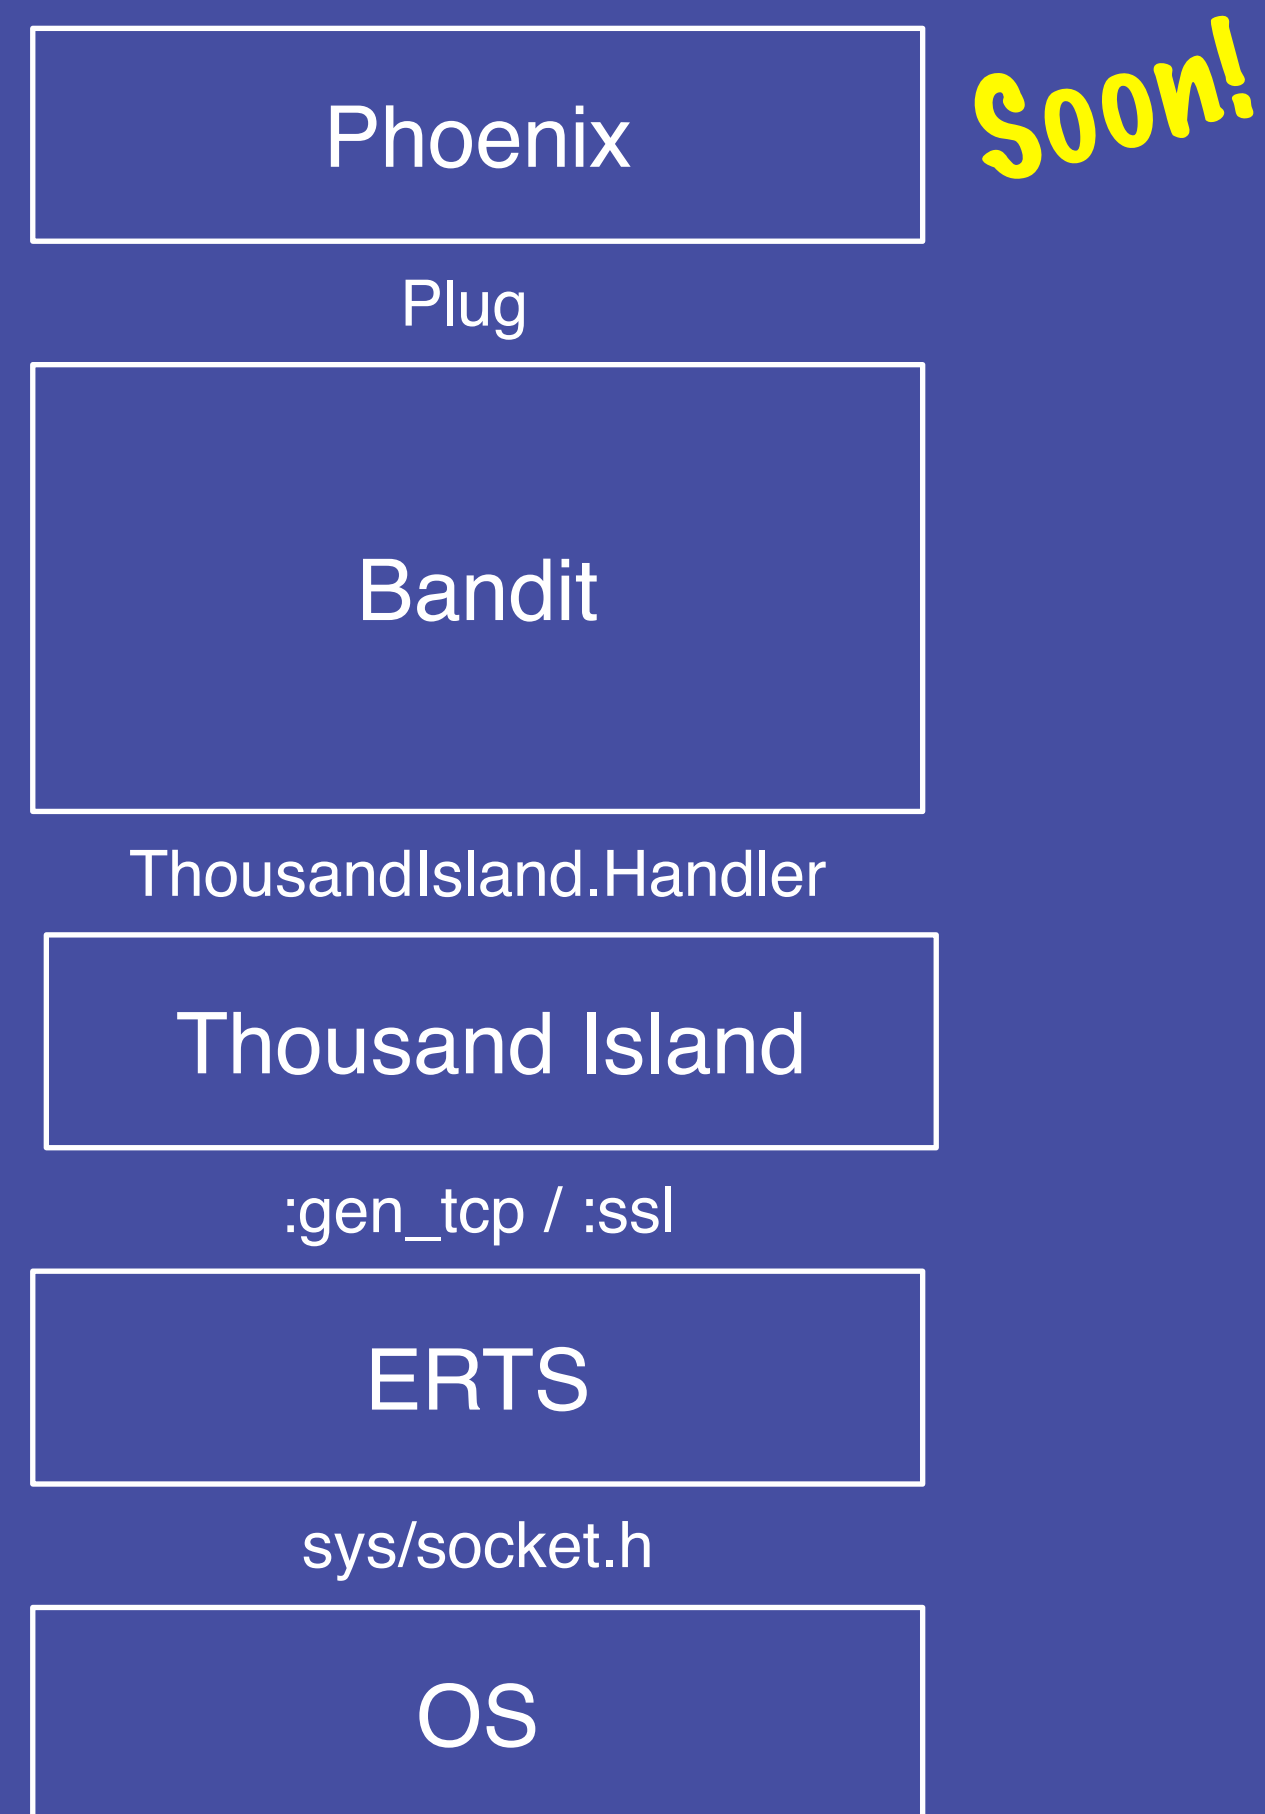 Phoenix
Soon!
Plug
Bandit
ThousandIsland.Handler
Thousand Island
:gen_tcp / :ssl
ERTS
sys/socket.h
OS